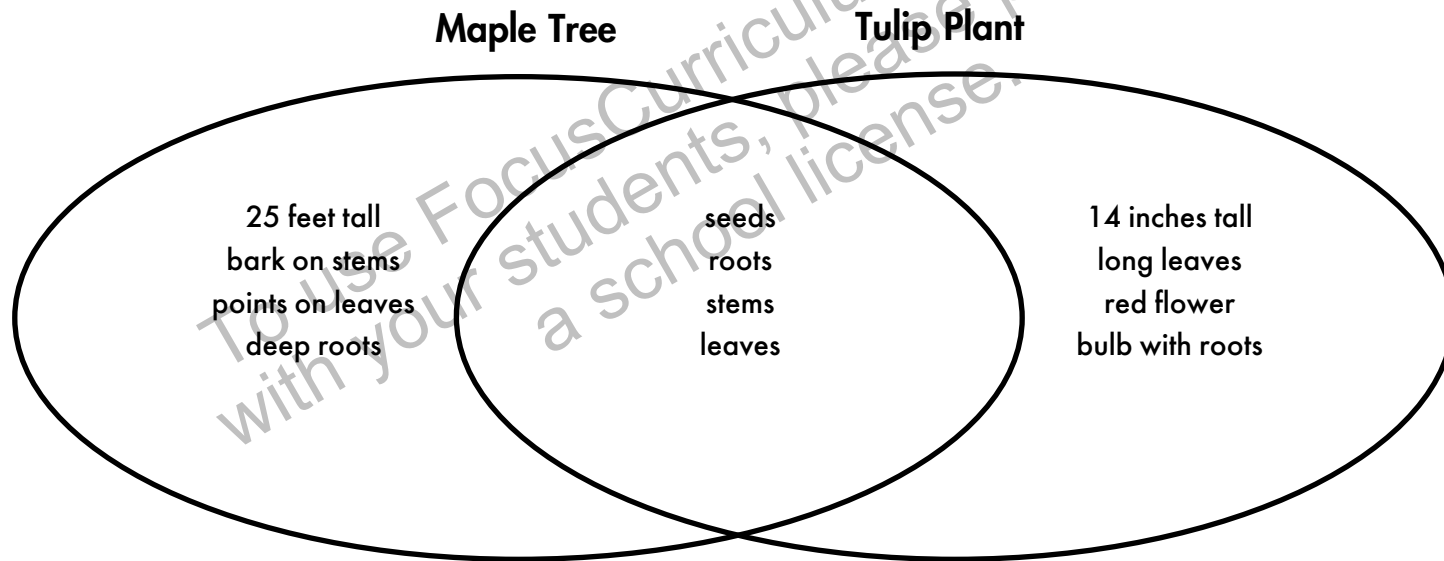 Maple Tree
Tulip Plant
25 feet tall
bark on stems
points on leaves
deep roots
seeds
roots
stems
leaves
14 inches tall
long leaves
red flower
bulb with roots
To use FocusCurricul
with your students, please
a school license.